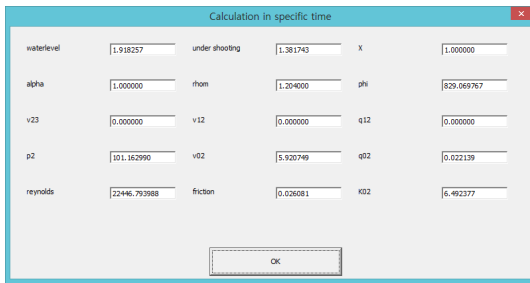 Calculation in specific time
waterlevel 1.918257 under shooting 1.381743 X 1.000000
alpha 1.000000 rhom 1.204000 phi 829.069767
v23 0.000000 v12 0.000000 q12 0.000000
p2 101.162990 v02 5.920749 q02 0.022139
reynolds 22446.793988 friction 0.026081 K02 6.492377
OK